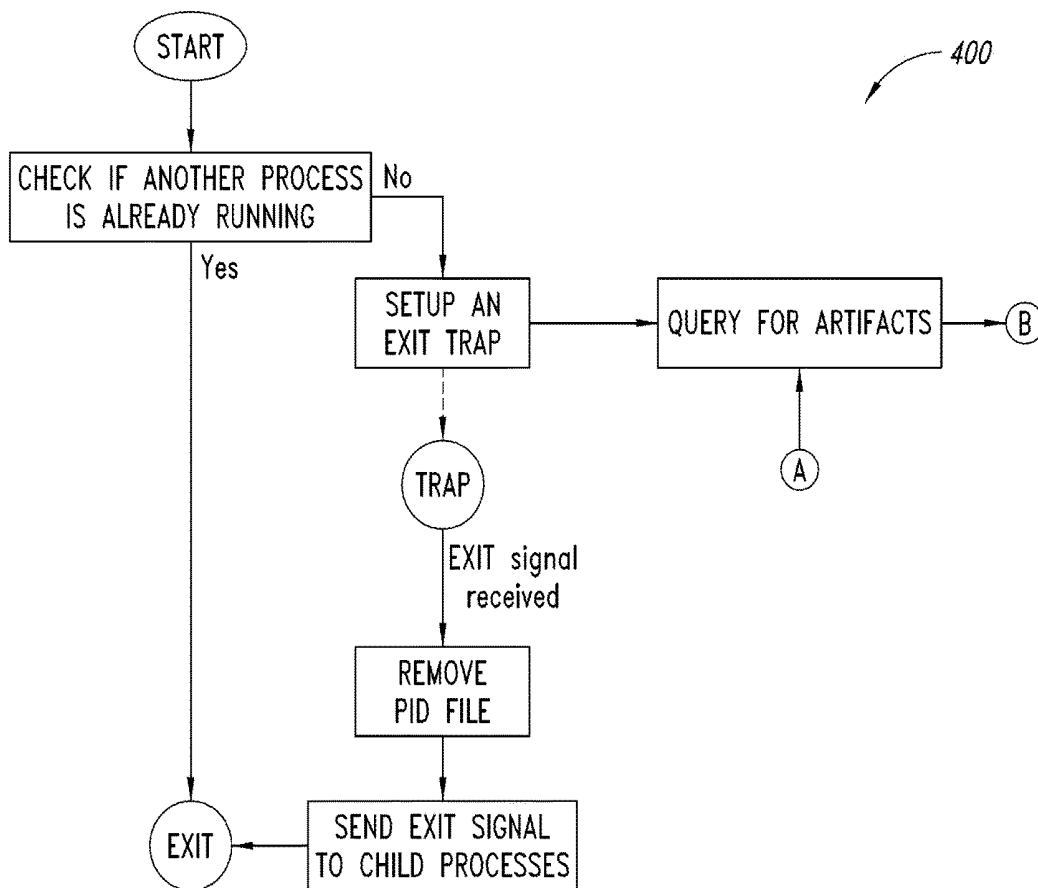 START
400
CHECK IF ANOTHER PROCESS
IS ALREADY RUNNING
No
Yes
SETUP AN
EXIT TRAP
QUERY FOR ARTIFACTS
B
A
TRAP
EXIT signal
received
REMOVE
PID FILE
SEND EXIT SIGNAL
TO CHILD PROCESSES
EXIT